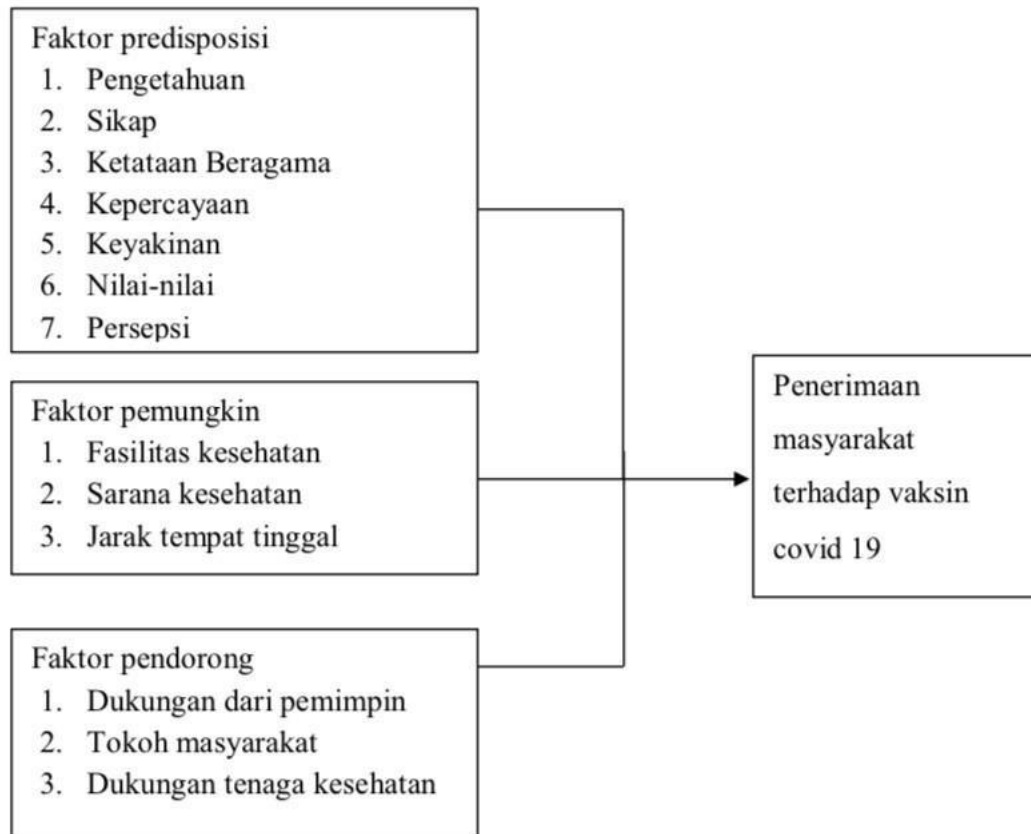 Faktor predisposisi
1. Pengetahuan
2. Sikap
3. Ketataan Beragama
4. Kepercayaan
5. Keyakinan
6. Nilai-nilai
7. Persepsi
Faktor pemungkin
1. Fasilitas kesehatan
2. Sarana kesehatan
3. Jarak tempat tinggal
Faktor pendorong
1. Dukungan dari pemimpin
2. Tokoh masyarakat
3. Dukungan tenaga kesehatan
Penerimaan
masyarakat
terhadap vaksin
covid 19